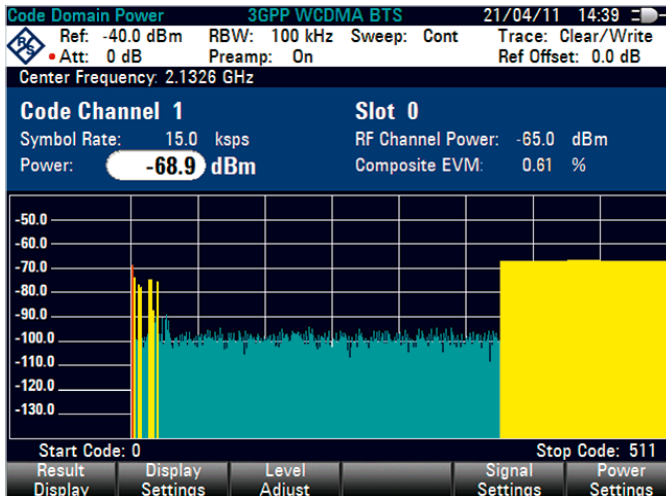 Code Domain Power 3GPP WCDMA BTS 21/04/11 14:39
R&S Ref: -40.0 dBm RBW: 100 kHz Sweep: Cont Trace: Clear/Write
Att: 0 dB Preamp: On Ref Offset: 0.0 dB
Center Frequency: 2.1326 GHz
Code Channel 1 Slot 0
Symbol Rate: 15.0 ksps RF Channel Power: -65.0 dBm
Power: -68.9 dBm Composite EVM: 0.61 %
-50.0
-60.0
-70.0
-80.0
-90.0
-100.0
-110.0
-120.0
-130.0
Start Code: 0 Stop Code: 511
Result Display Level Signal Power
Display Settings Adjust Settings Settings